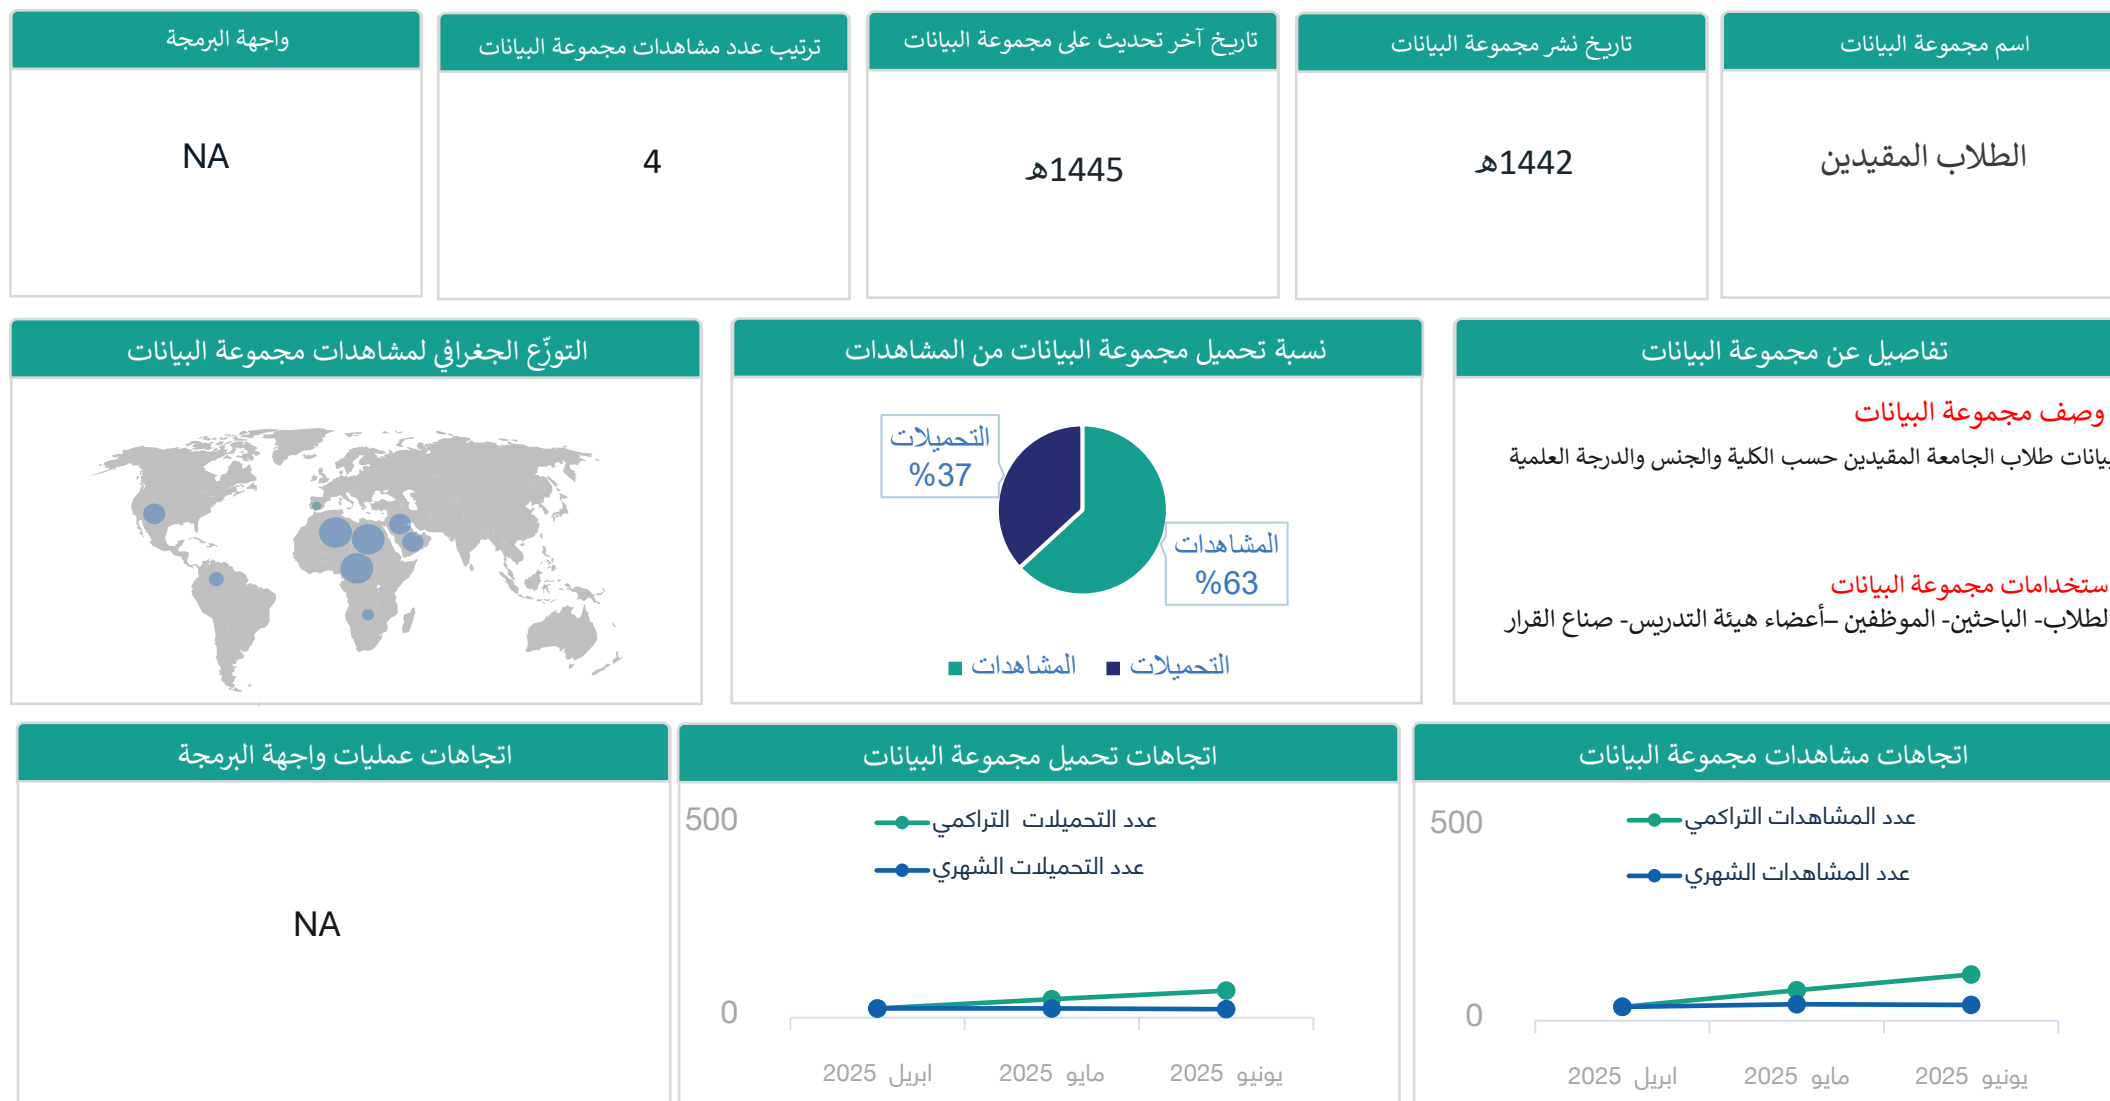 اسم مجموعة البيانات
الطلاب المقيدين
تاريخ نشر مجموعة البيانات
1442هـ
تاريخ آخر تحديث على مجموعة البيانات
1445هـ
ترتيب عدد مشاهدات مجموعة البيانات
4
واجهة البرمجة
NA
تفاصيل عن مجموعة البيانات
وصف مجموعة البيانات
بيانات طلاب الجامعة المقيدين حسب الكلية والجنس والدرجة العلمية
ستخدامات مجموعة البيانات
لطلاب- الباحثين- الموظفين –أعضاء هيئة التدريس- صناع القرار
نسبة تحميل مجموعة البيانات من المشاهدات
التحميلات
%37
المشاهدات
%63
التحميلات
المشاهدات
التوزّع الجغرافي لمشاهدات مجموعة البيانات
اتجاهات مشاهدات مجموعة البيانات
عدد المشاهدات التراكمي
عدد المشاهدات الشهري
500
0
ابريل 2025
مايو 2025
يونيو 2025
اتجاهات تحميل مجموعة البيانات
عدد التحميلات التراكمي
عدد التحميلات الشهري
500
0
ابريل 2025
مايو 2025
يونيو 2025
اتجاهات عمليات واجهة البرمجة
NA